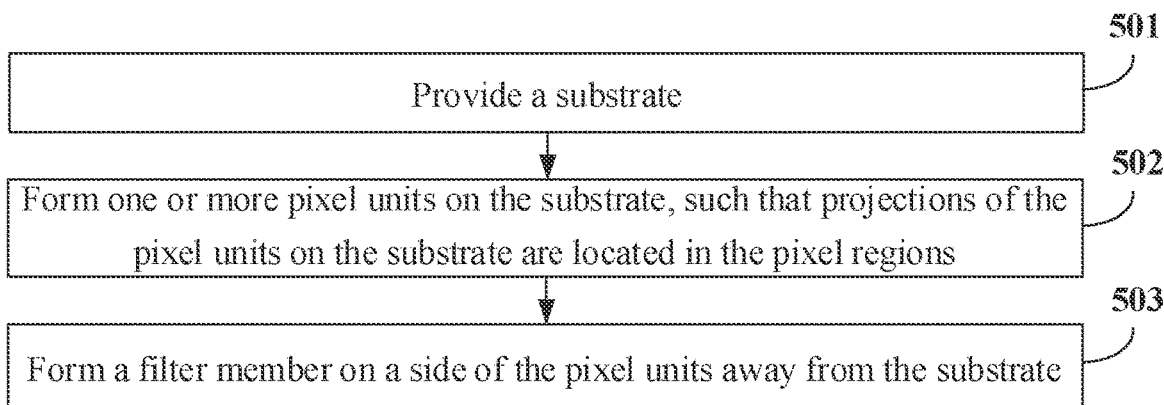 501
Provide a substrate
502
Form one or more pixel units on the substrate, such that projections of the
pixel units on the substrate are located in the pixel regions
503
Form a filter member on a side of the pixel units away from the substrate